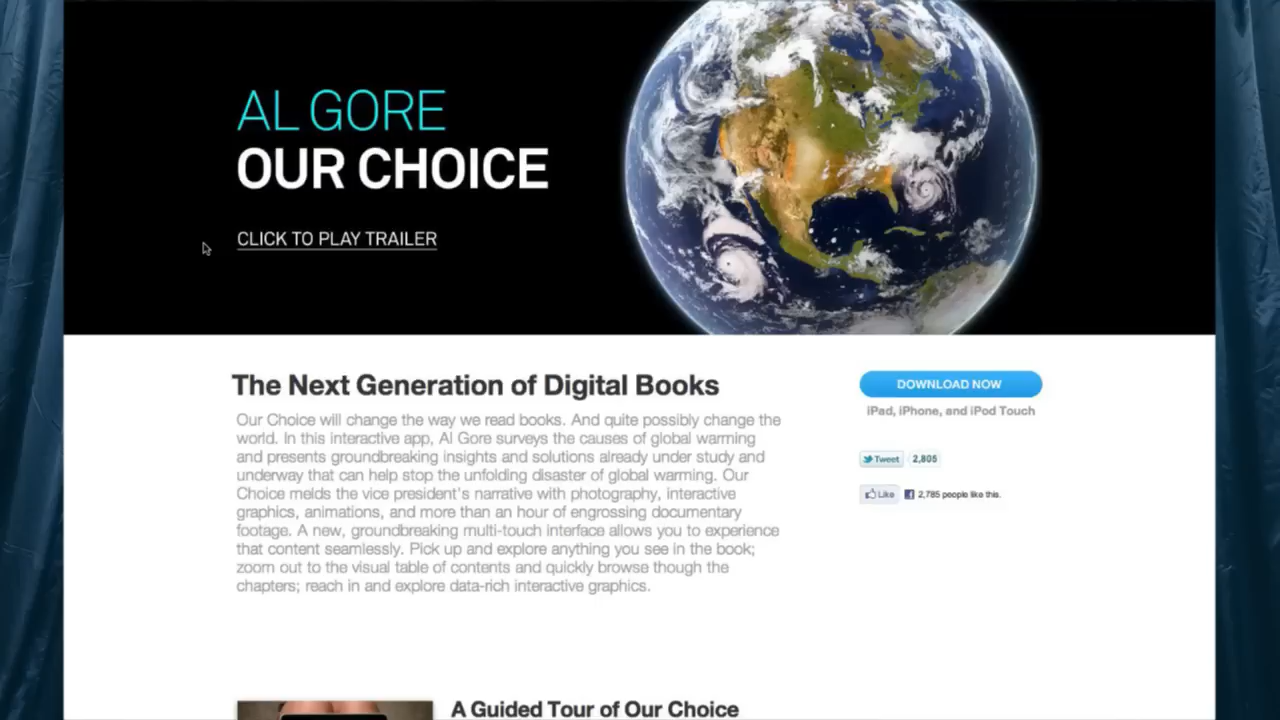 AL GORE
OUR CHOICE
CLICK TO PLAY TRAILER
The Next Generation of Digital Books
Our Choice will change the way we read books. And quite possibly change the
world. In this interactive app, Al Gore surveys the causes of global warming
and presents groundbreaking insights and solutions already under study and
underway that can help stop the unfolding disaster of global warming. Our
Choice melds the vice president's narrative with photography, interactive
graphics, animations, and more than an hour of engrossing documentary
footage. A new, groundbreaking multi-touch interface allows you to experience
that content seamlessly. Pick up and explore anything you see in the book;
zoom out to the visual table of contents and quickly browse though the
chapters; reach in and explore data-rich interactive graphics.
DOWNLOAD NOW
iPad, iPhone, and iPod Touch
Tweet 2,805
Like 2,785 people like this.
A Guided Tour of Our Choice